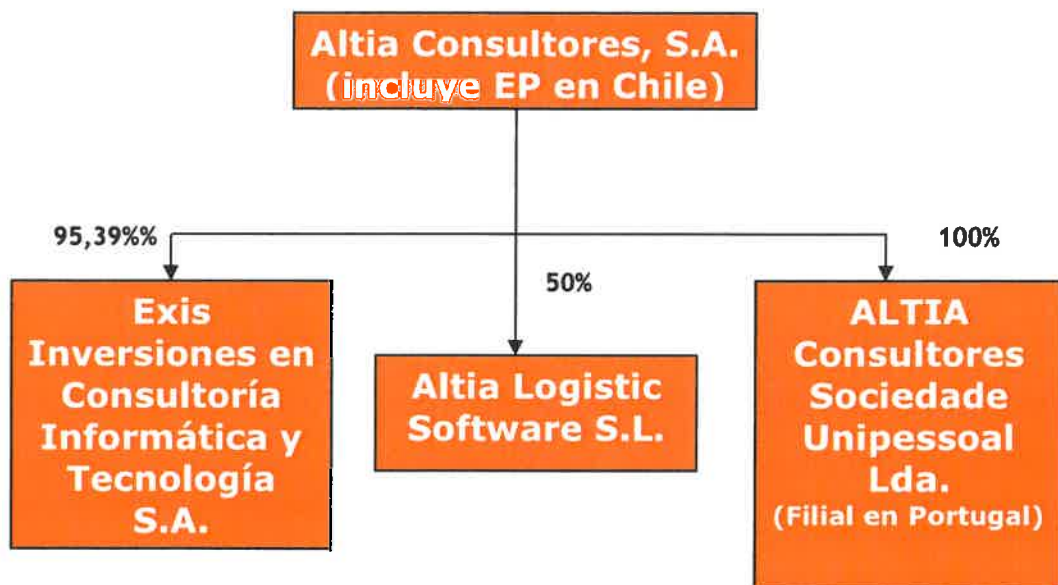 Altia Consultores, S.A.
(incluye EP en Chile)
95,39%%
50%
100%
Exis
Inversiones en
Consultoría
Informática y
Tecnología
S.A.
Altia Logistic
Software S.L.
ALTIA
Consultores
Sociedade
Unipessoal
Lda.
(Filial en Portugal)